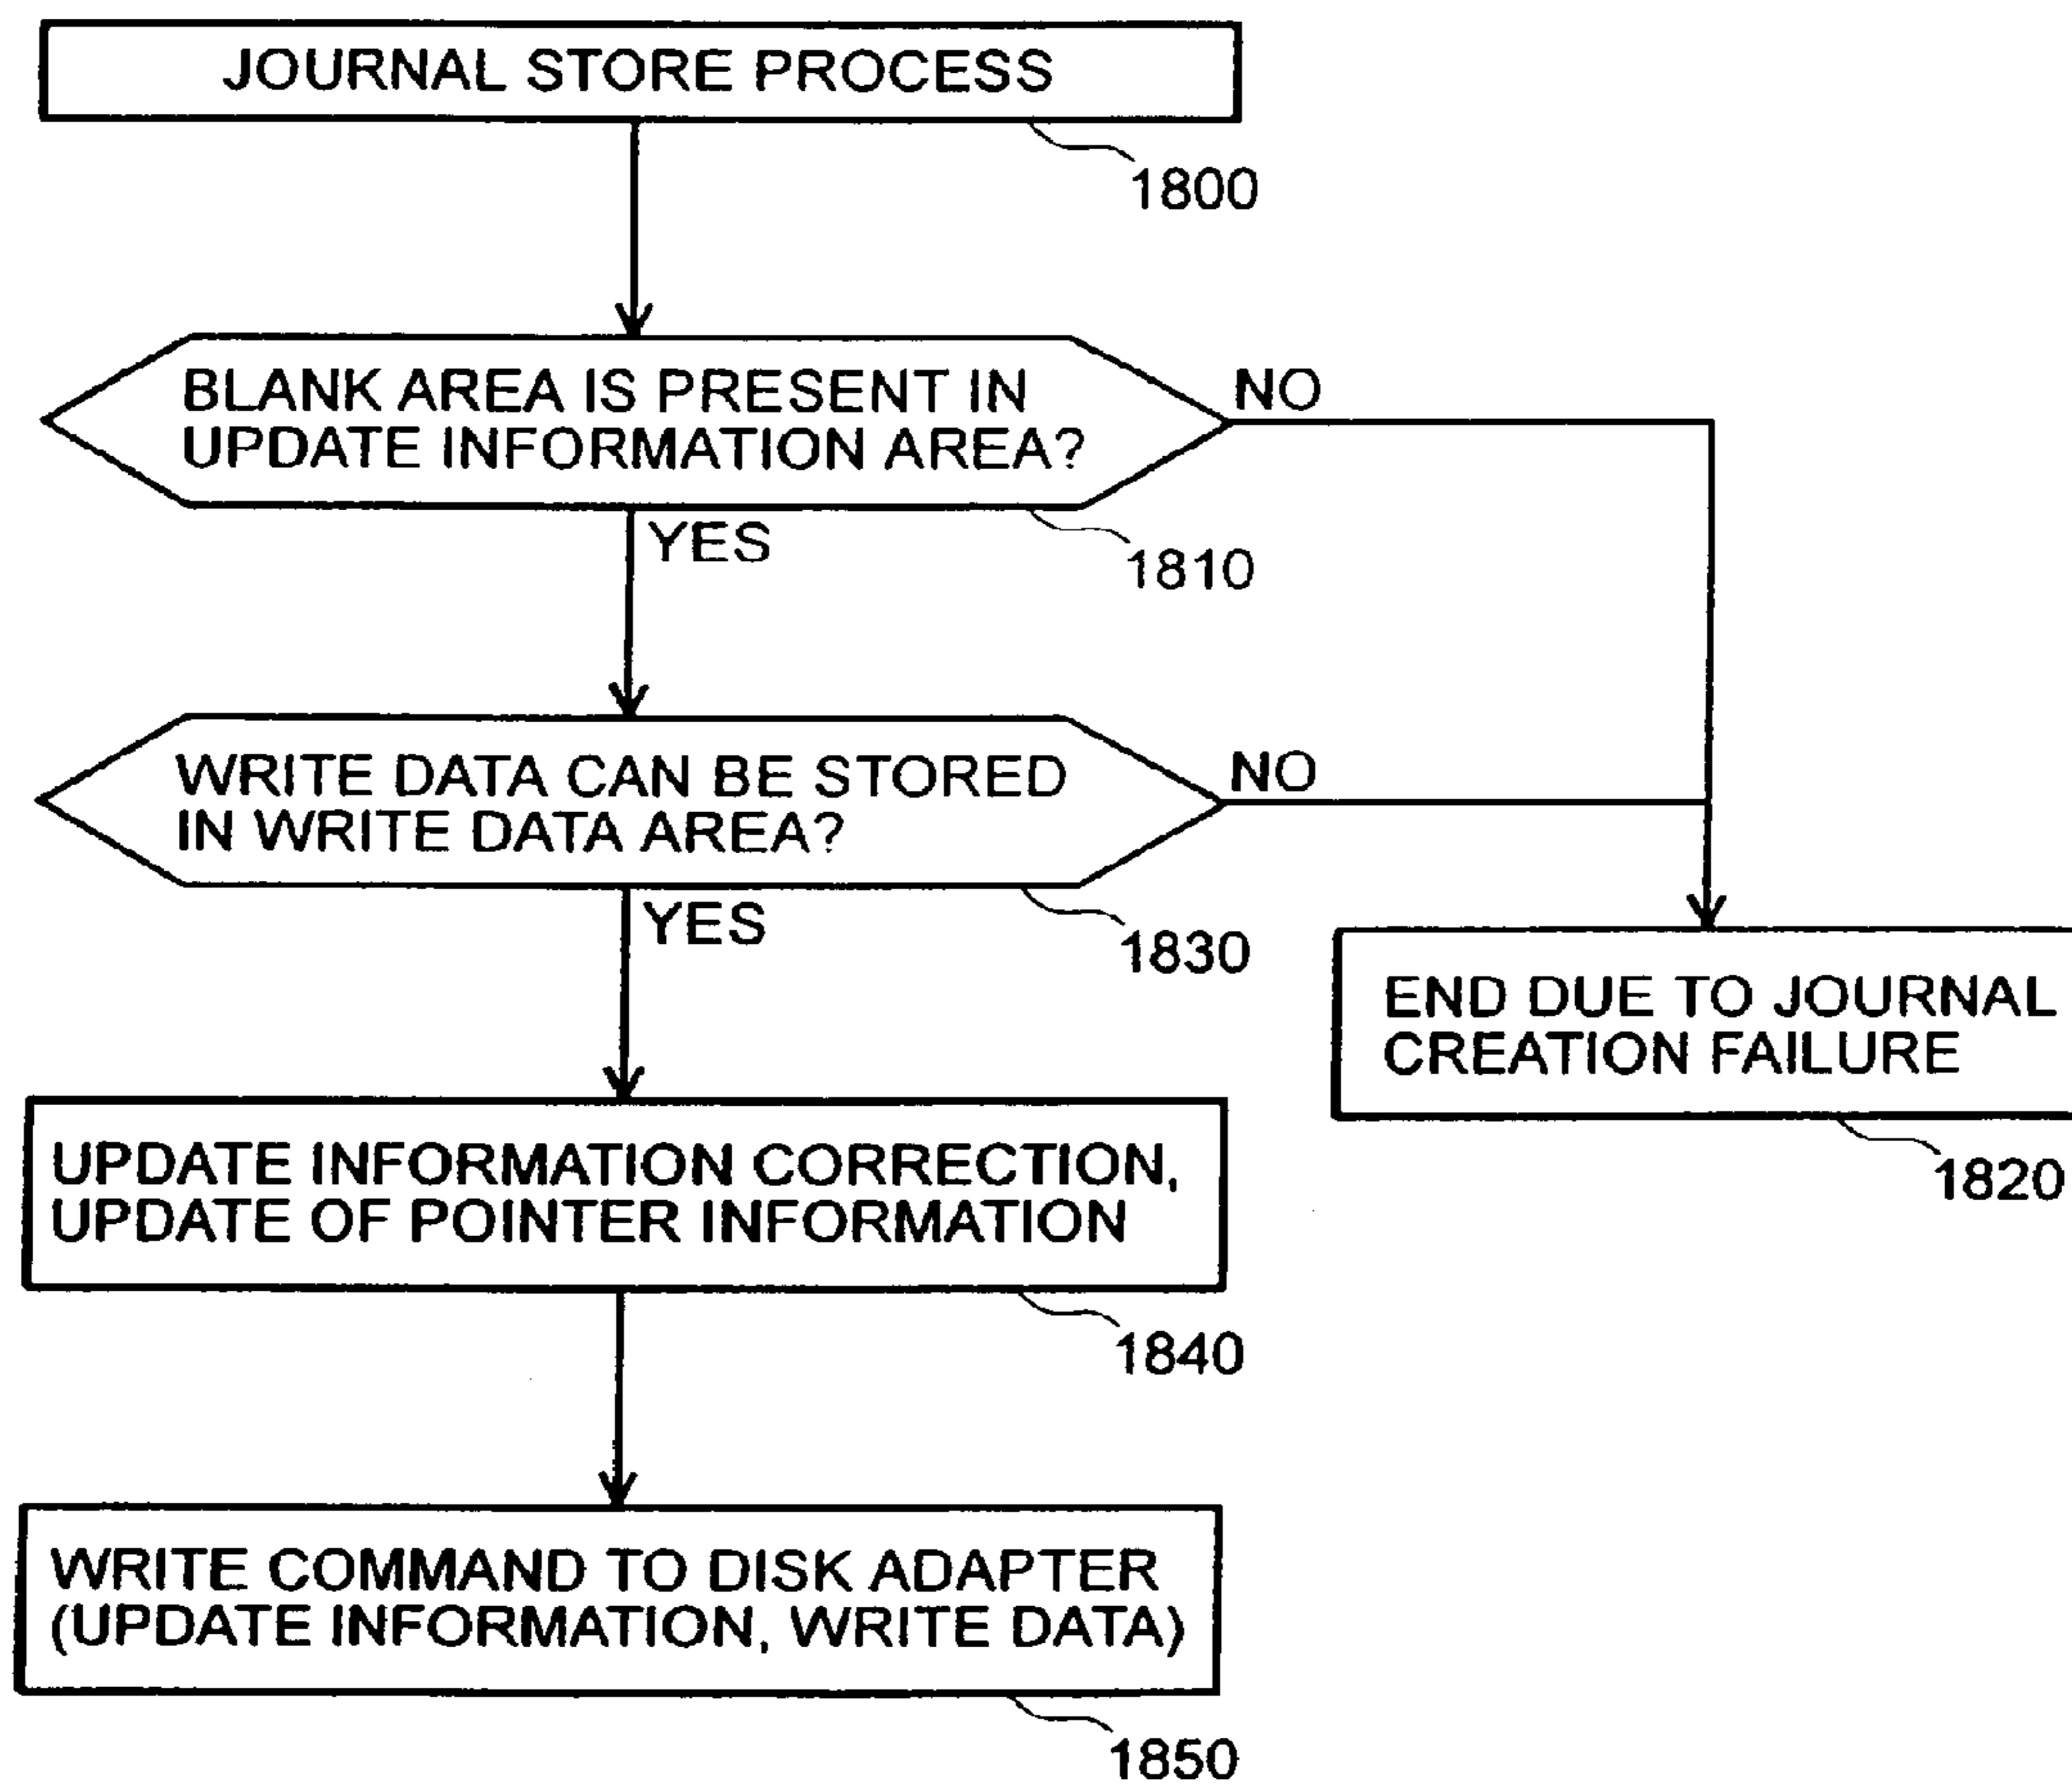 JOURNAL STORE PROCESS
1800
BLANK AREA IS PRESENT IN
UPDATE INFORMATION AREA?
NO
YES
1810
WRITE DATA CAN BE STORED
IN WRITE DATA AREA?
NO
YES
1830
END DUE TO JOURNAL
CREATION FAILURE
1820
UPDATE INFORMATION CORRECTION,
UPDATE OF POINTER INFORMATION
1840
WRITE COMMAND TO DISK ADAPTER
(UPDATE INFORMATION, WRITE DATA)
1850